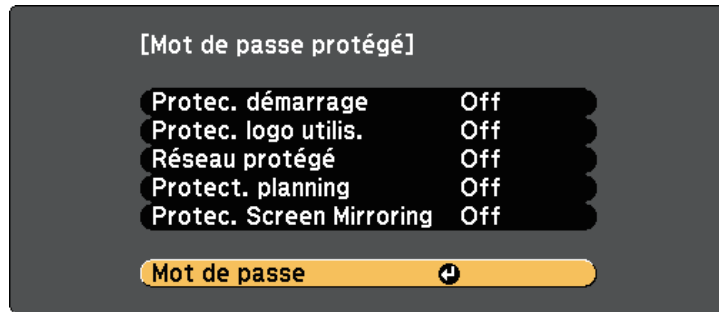 [Mot de passe protégé]
Protec. démarrage Off
Protec. logo utilis. Off
Réseau protégé Off
Protect. planning Off
Protec. Screen Mirroring Off
Mot de passe